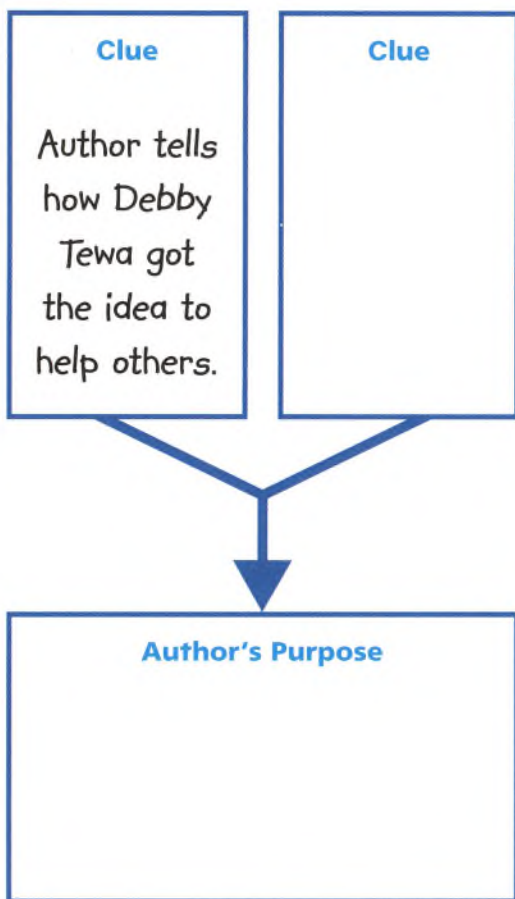 Clue
Author tells
how Debby
Tewa got
the idea to
help others.
Clue
Author's Purpose